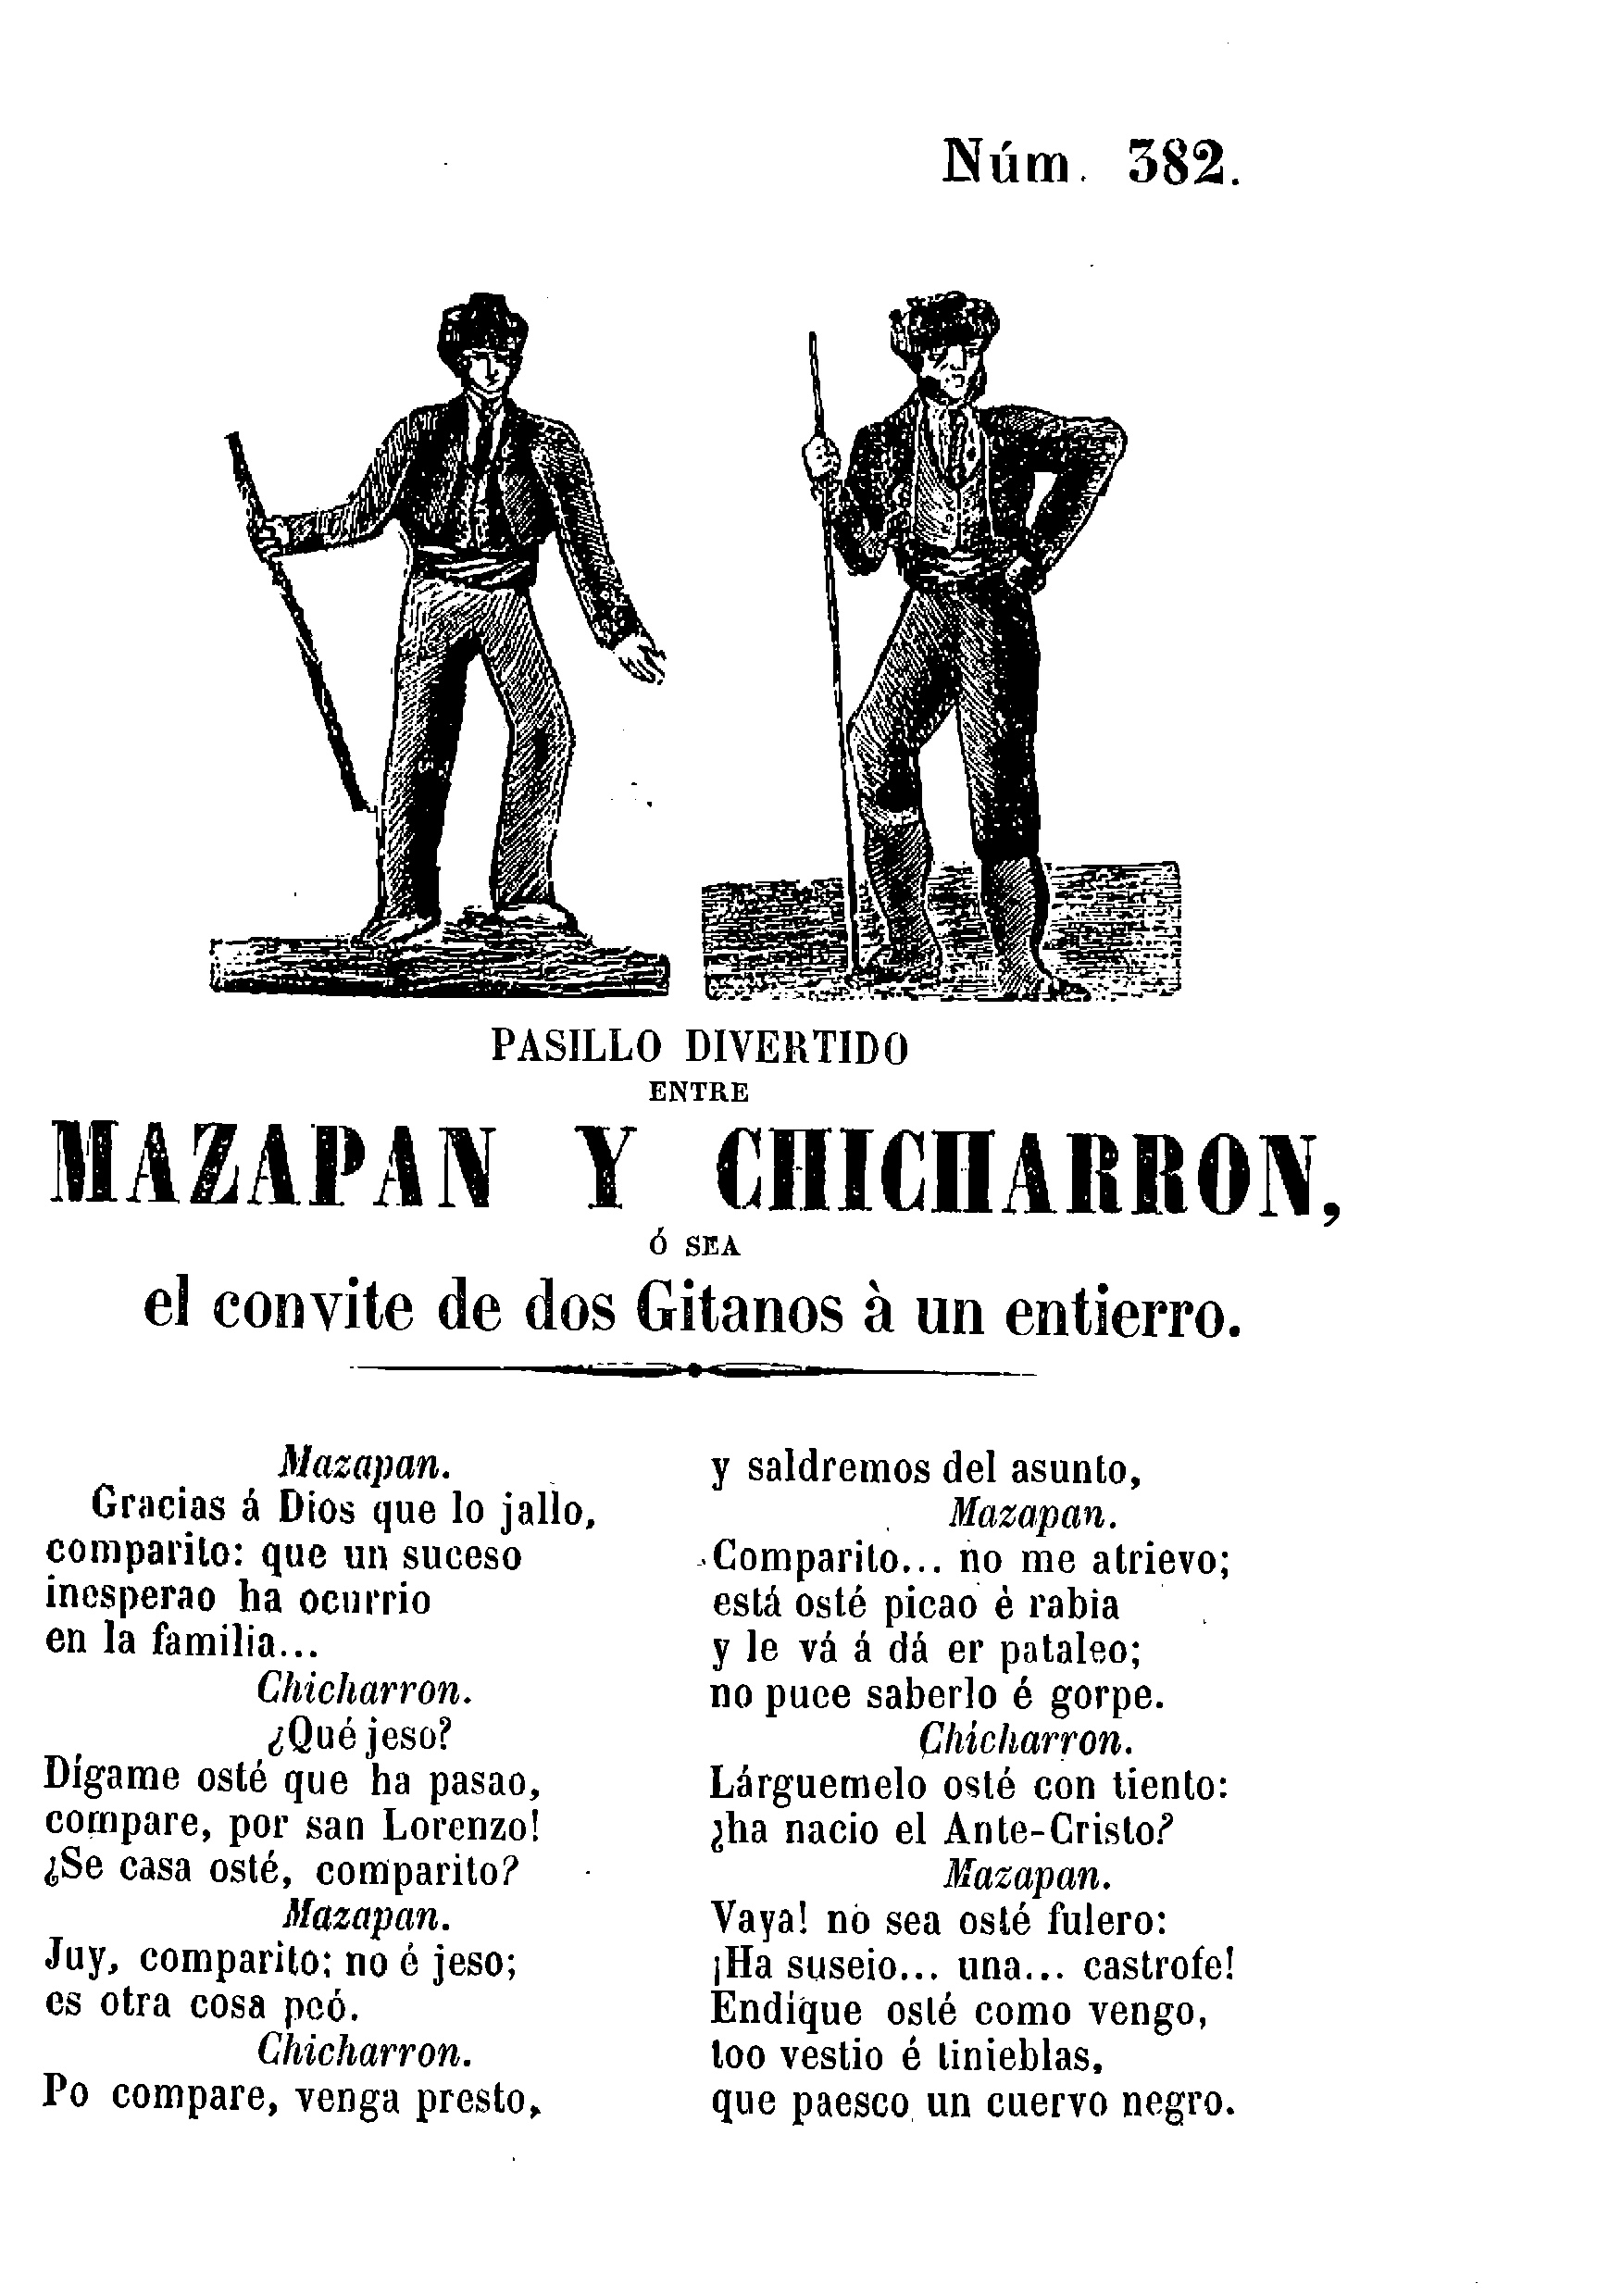 Núm. 382.
PASILLO DIVERTIDO
ENTRE
MAZAPAN Y CHICHARRON,
Ó SEA
el convite de dos Gitanos à un entierro.
Mazapan.
Gracias á Dios que lo jallo,
comparito: que un suceso
inesperao ha ocurrio
en la familia...
Chicharron.
¿Qué jeso?
Dígame osté que ha pasao,
compare, por san Lorenzo!
¿Se casa osté, comparito?
Mazapan.
Juy, comparito; no é jeso;
es otra cosa peó.
Chicharron.
Po compare, venga presto,
y saldremos del asunto,
Mazapan.
Comparito... no me atrievo;
está osté picao è rabia
y le vá á dá er pataleo;
no puce saberlo é gorpe.
Chicharron.
Lárguemelo osté con tiento:
¿ha nacio el Ante-Cristo?
Mazapan.
Vaya! no sea osté fulero:
¡Ha suseio... una... castrofe!
Endique osté como vengo,
too vestio é tinieblas,
que paesco un cuervo negro.